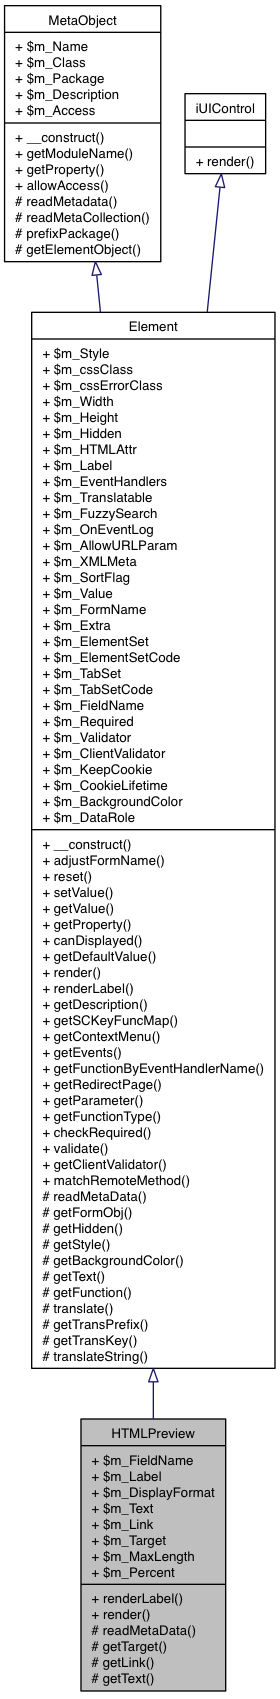 MetaObject
+ $m_Name
+ $m_Class
+ $m_Package
+ $m_Description
+ $m_Access
+ __construct()
+ getModuleName()
+ getProperty()
+ allowAccess()
# readMetadata()
# readMetaCollection()
# prefixPackage()
# getElementObject()
iUIControl
+ render()
Element
+ $m_Style
+ $m_cssClass
+ $m_cssErrorClass
+ $m_Width
+ $m_Height
+ $m_Hidden
+ $m_HTMLAttr
+ $m_Label
+ $m_EventHandlers
+ $m_Translatable
+ $m_FuzzySearch
+ $m_OnEventLog
+ $m_AllowURLParam
+ $m_XMLMeta
+ $m_SortFlag
+ $m_Value
+ $m_FormName
+ $m_Extra
+ $m_ElementSet
+ $m_ElementSetCode
+ $m_TabSet
+ $m_TabSetCode
+ $m_FieldName
+ $m_Required
+ $m_Validator
+ $m_ClientValidator
+ $m_KeepCookie
+ $m_CookieLifetime
+ $m_BackgroundColor
+ $m_DataRole
+ __construct()
+ adjustFormName()
+ reset()
+ setValue()
+ getValue()
+ getProperty()
+ canDisplayed()
+ getDefaultValue()
+ render()
+ renderLabel()
+ getDescription()
+ getSCKeyFuncMap()
+ getContextMenu()
+ getEvents()
+ getFunctionByEventHandlerName()
+ getRedirectPage()
+ getParameter()
+ getFunctionType()
+ checkRequired()
+ validate()
+ getClientValidator()
+ matchRemoteMethod()
# readMetaData()
# getFormObj()
# getHidden()
# getStyle()
# getBackgroundColor()
# getText()
# getFunction()
# translate()
# getTransPrefix()
# getTransKey()
# translateString()
HTMLPreview
+ $m_FieldName
+ $m_Label
+ $m_DisplayFormat
+ $m_Text
+ $m_Link
+ $m_Target
+ $m_MaxLength
+ $m_Percent
+ renderLabel()
+ render()
# readMetaData()
# getTarget()
# getLink()
# getText()